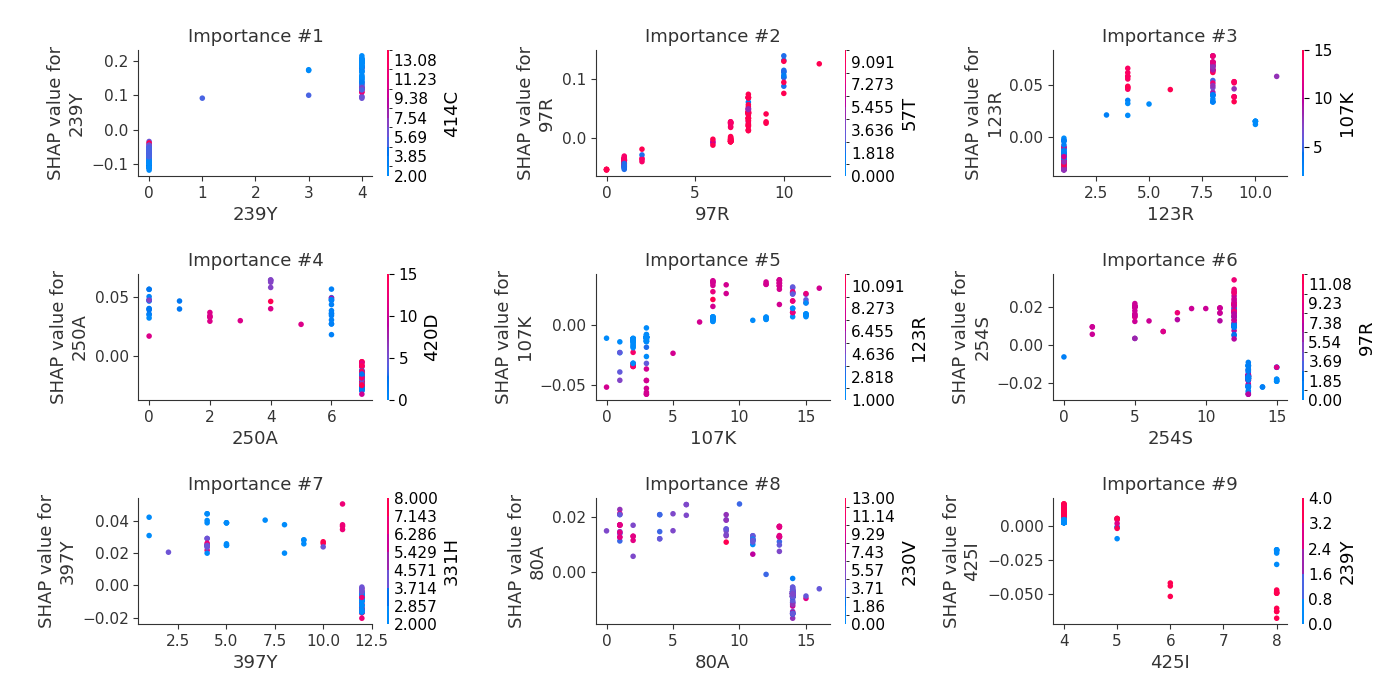 Importance #1
SHAP value for
239Y
0.2
0.1
0.0
−0.1
0 1 2 3 4
239Y
13.08
11.23
9.38
7.54
5.69
3.85
2.00
414C
Importance #2
SHAP value for
97R
0.1
0.0
0 5 10
97R
9.091
7.273
5.455
3.636
1.818
0.000
57T
Importance #3
SHAP value for
123R
0.05
0.00
2.5 5.0 7.5 10.0
123R
15
10
5
107K
Importance #4
SHAP value for
250A
0.05
0.00
0 2 4 6
250A
15
10
5
0
420D
Importance #5
SHAP value for
107K
0.00
−0.05
0 5 10 15
107K
10.091
8.273
6.455
4.636
2.818
1.000
123R
Importance #6
SHAP value for
254S
0.02
0.00
−0.02
0 5 10 15
254S
11.08
9.23
7.38
5.54
3.69
1.85
0.00
97R
Importance #7
SHAP value for
397Y
0.04
0.02
0.00
−0.02
2.5 5.0 7.5 10.0 12.5
397Y
8.000
7.143
6.286
5.429
4.571
3.714
2.857
2.000
331H
Importance #8
SHAP value for
80A
0.02
0.00
0 5 10 15
80A
13.00
11.14
9.29
7.43
5.57
3.71
1.86
0.00
230V
Importance #9
SHAP value for
425I
0.000
−0.025
−0.050
4 5 6 7 8
425I
4.0
3.2
2.4
1.6
0.8
0.0
239Y